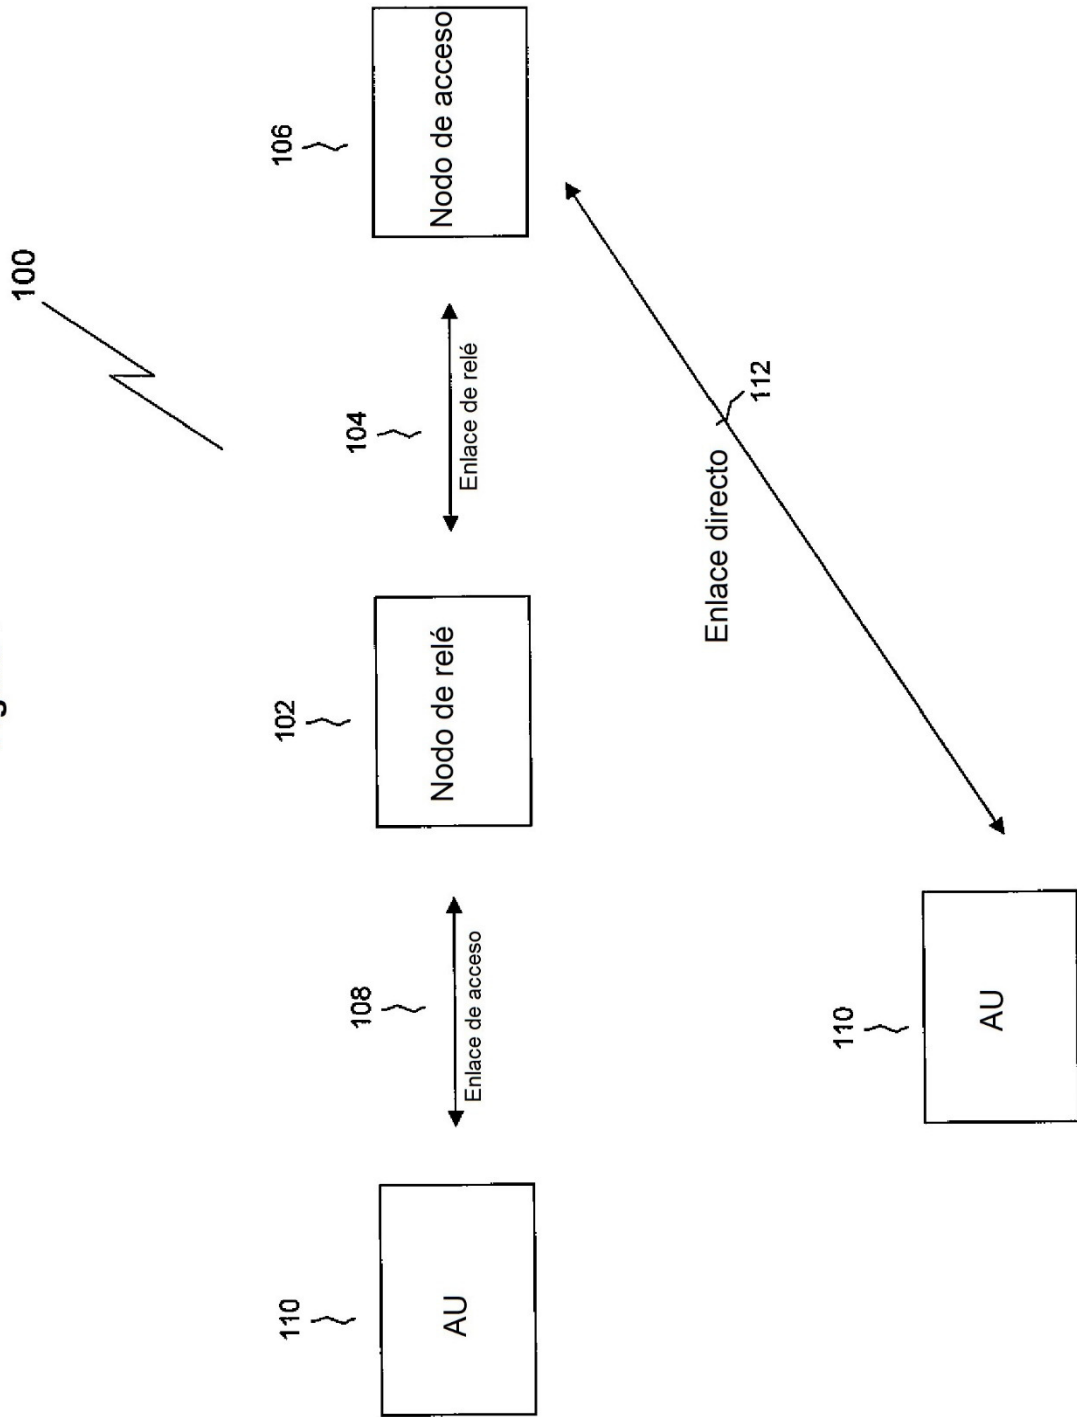 100
106
Nodo de acceso
104
Enlace de relé
102
Nodo de relé
108
Enlace de acceso
110
AU
Enlace directo
112
110
AU